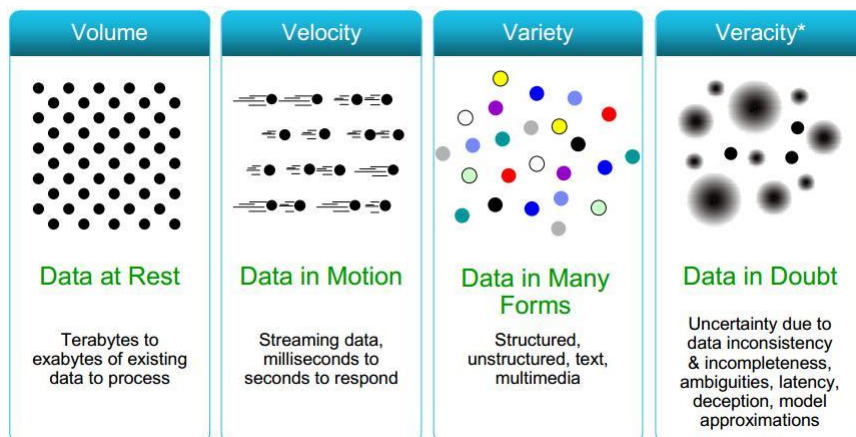 Volume
Data at Rest
Terabytes to
exabytes of existing
data to process
Velocity
Data in Motion
Streaming data,
milliseconds to
seconds to respond
Variety
Data in Many
Forms
Structured,
unstructured, text,
multimedia
Veracity*
Data in Doubt
Uncertainty due to
data inconsistency
& incompleteness,
ambiguities, latency,
deception, model
approximations